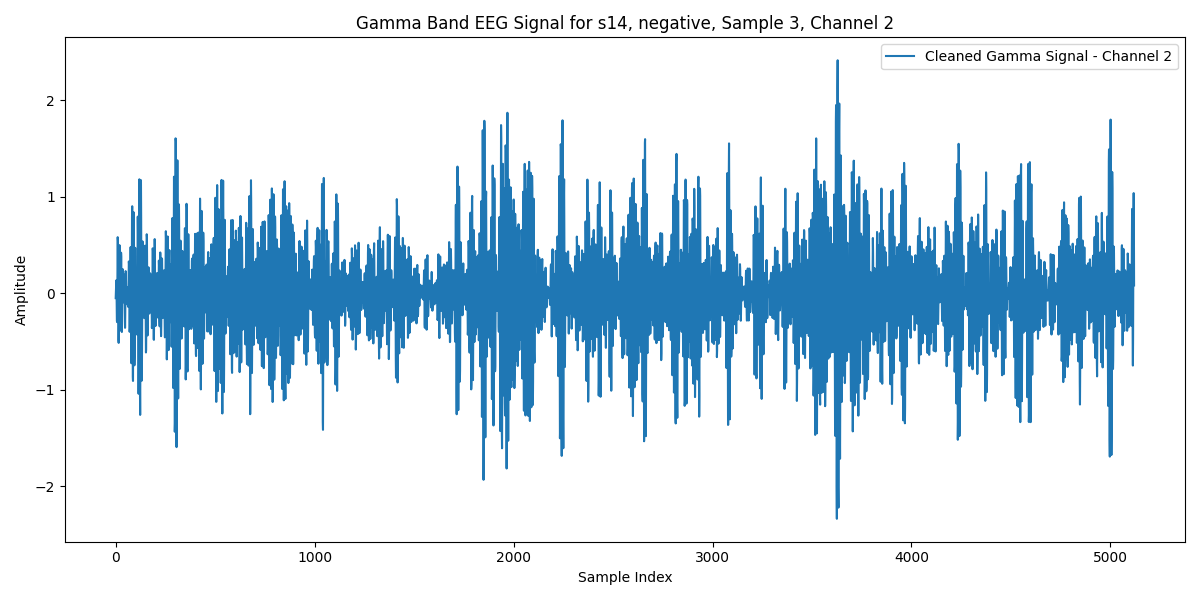 Gamma Band EEG Signal for s14, negative, Sample 3, Channel 2
Cleaned Gamma Signal - Channel 2
Amplitude
2
1
0
−1
−2
0 1000 2000 3000 4000 5000
Sample Index